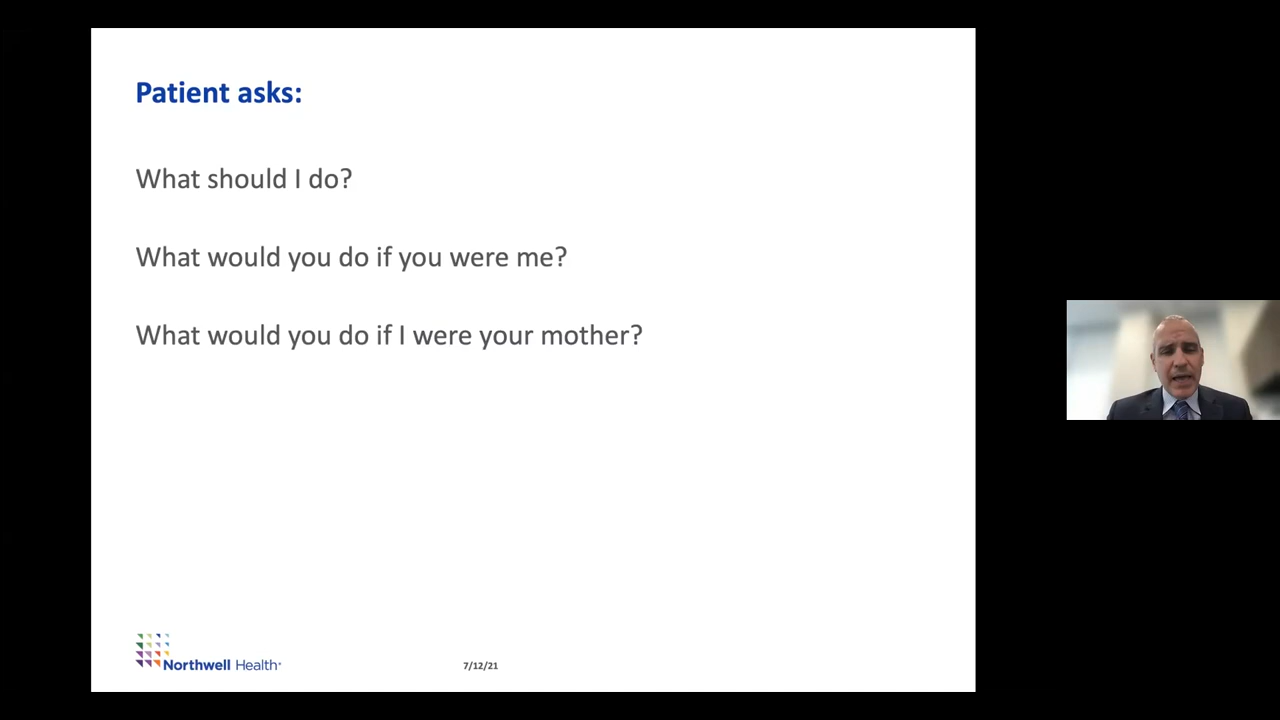 Patient asks:
What should I do?
What would you do if you were me?
What would you do if I were your mother?
Northwell Health
7/12/21